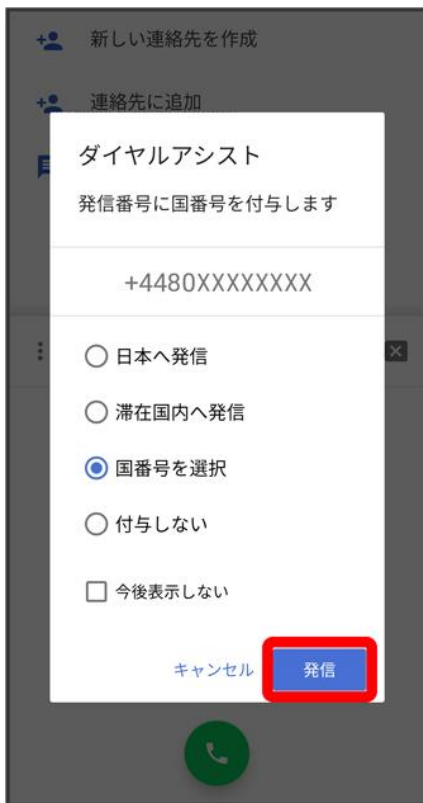 新しい連絡先を作成
連絡先に追加
ダイヤルアシスト
発信番号に国番号を付与します
+4480XXXXXXXX
日本へ発信
滞在国内へ発信
国番号を選択
付与しない
今後表示しない
キャンセル 発信